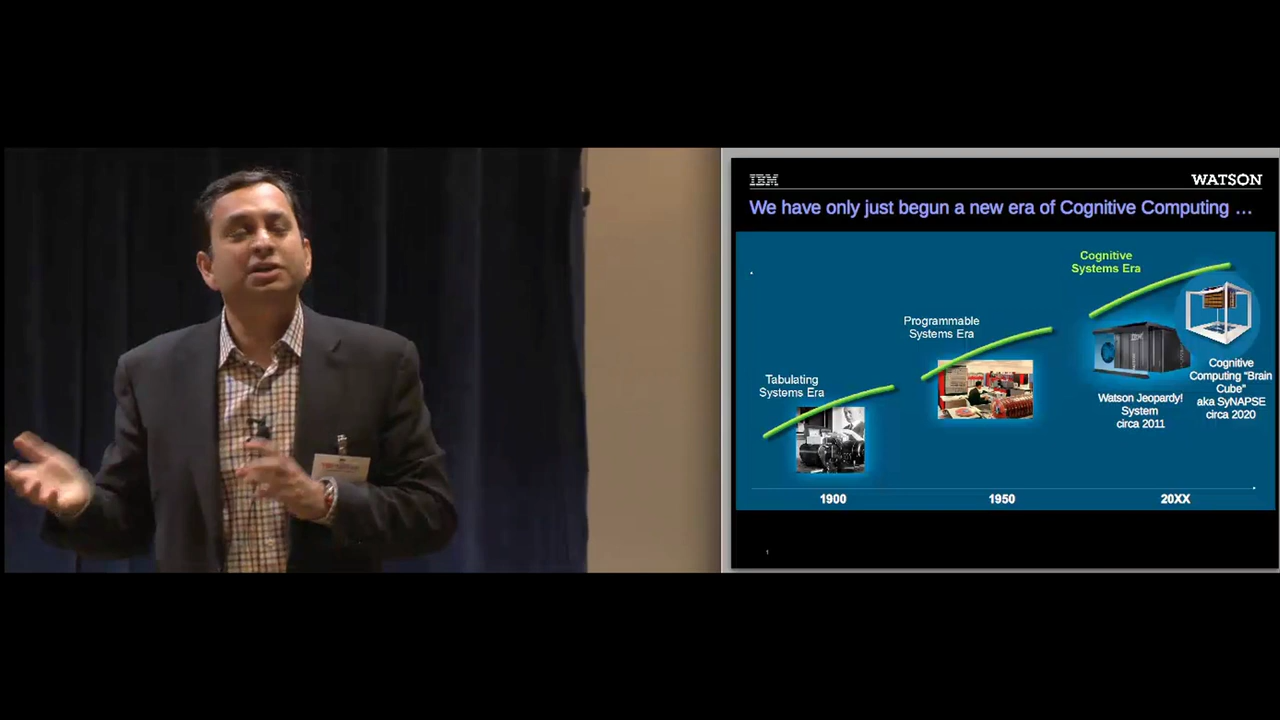 IBM
WATSON
We have only just begun a new era of Cognitive Computing …
Cognitive
Systems Era
Programmable
Systems Era
Tabulating
Systems Era
Cognitive
Computing "Brain
Cube"
aka SyNAPSE
circa 2020
Watson Jeopardy!
System
circa 2011
1900
1950
20XX
1